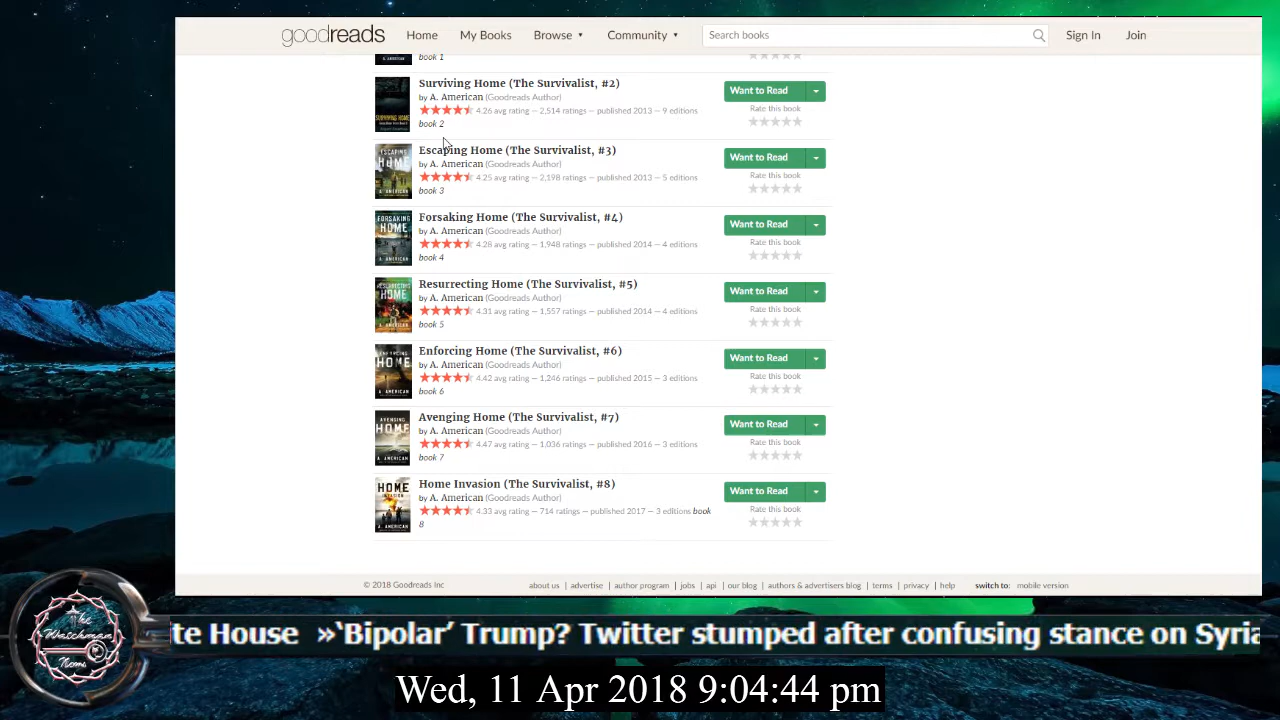 goodreads Home My Books Browse ▾ Community ▾ Search books Sign In Join
book 1
Surviving Home (The Survivalist, #2) Want to Read
by A. American (Goodreads Author) Rate this book
4.26 avg rating — 2,514 ratings — published 2013 — 9 editions
book 2
Escaping Home (The Survivalist, #3) Want to Read
by A. American (Goodreads Author) Rate this book
4.25 avg rating — 2,198 ratings — published 2013 — 5 editions
book 3
Forsaking Home (The Survivalist, #4) Want to Read
by A. American (Goodreads Author) Rate this book
4.28 avg rating — 1,948 ratings — published 2014 — 4 editions
book 4
Resurrecting Home (The Survivalist, #5) Want to Read
by A. American (Goodreads Author) Rate this book
4.31 avg rating — 1,557 ratings — published 2014 — 4 editions
book 5
Enforcing Home (The Survivalist, #6) Want to Read
by A. American (Goodreads Author) Rate this book
4.42 avg rating — 1,246 ratings — published 2015 — 3 editions
book 6
Avenging Home (The Survivalist, #7) Want to Read
by A. American (Goodreads Author) Rate this book
4.47 avg rating — 1,036 ratings — published 2016 — 3 editions
book 7
Home Invasion (The Survivalist, #8) Want to Read
by A. American (Goodreads Author) Rate this book
4.33 avg rating — 714 ratings — published 2017 — 3 editions book
8
© 2018 Goodreads Inc about us | advertise | author program | jobs | api | our blog | authors & advertisers blog | terms | privacy | help switch to: mobile version
te House »‘Bipolar’ Trump? Twitter stumped after confusing stance on Syria
The
Watchman
Wed, 11 Apr 2018 9:04:44 pm